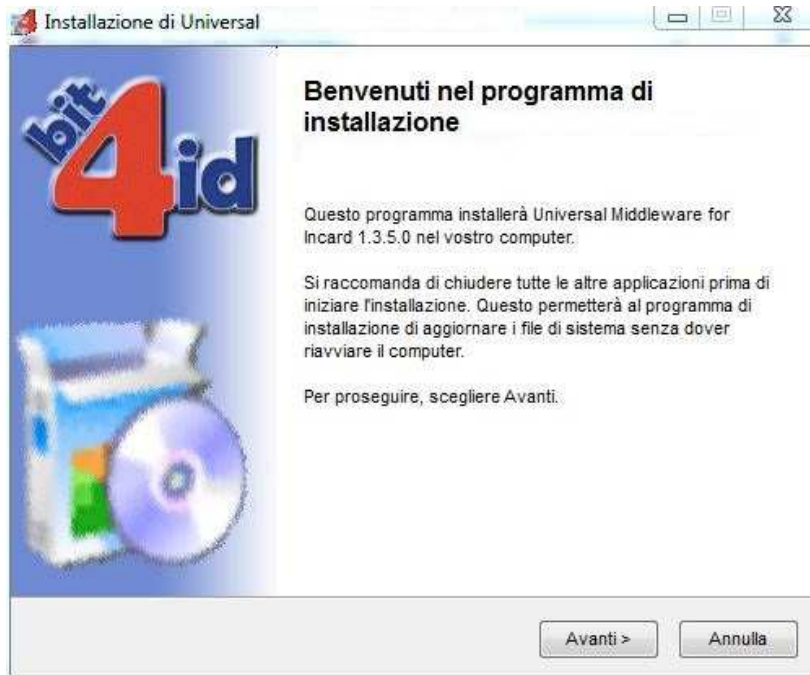 Installazione di Universal
bit
4
id
Benvenuti nel programma di
installazione
Questo programma installerà Universal Middleware for
Incard 1.3.5.0 nel vostro computer.
Si raccomanda di chiudere tutte le altre applicazioni prima di
iniziare l'installazione. Questo permetterà al programma di
installazione di aggiornare i file di sistema senza dover
riavviare il computer.
Per proseguire, scegliere Avanti.
Avanti > Annulla